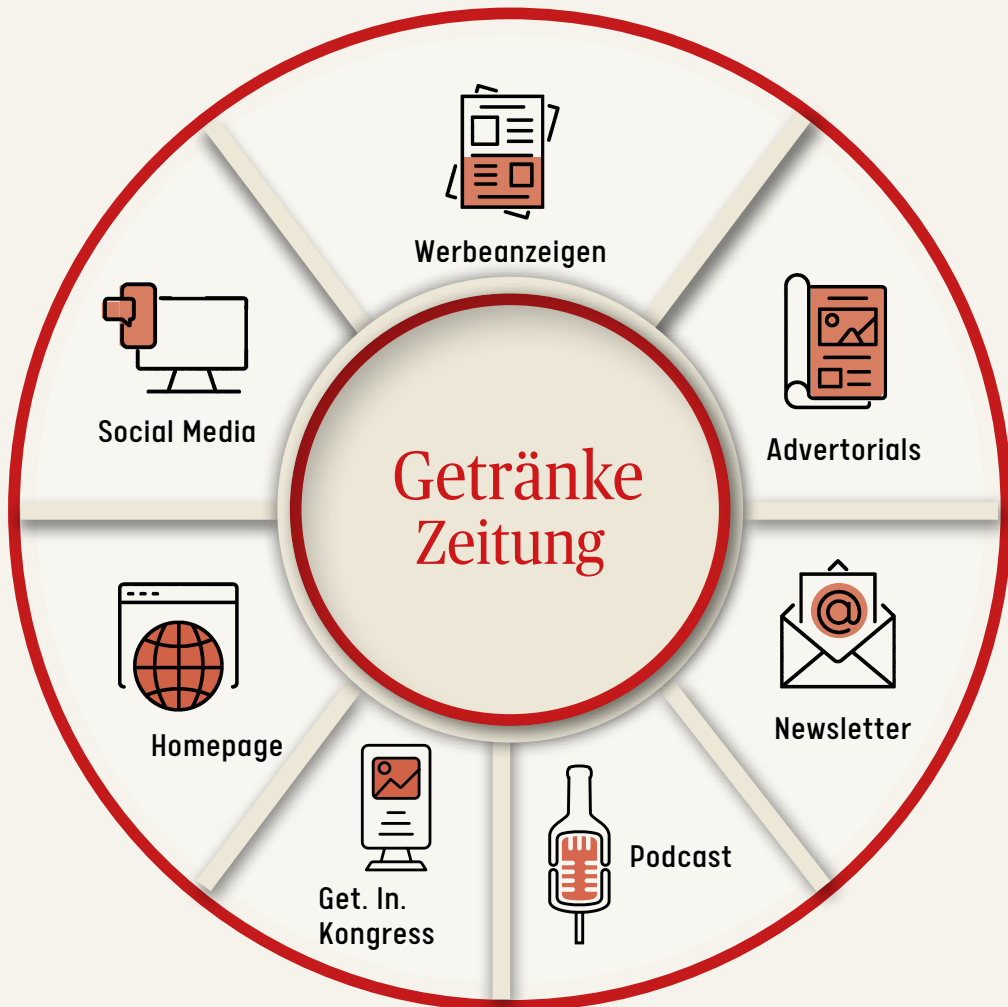 Werbeanzeigen
Social Media
Advertorials
Getränke
Zeitung
Homepage
Newsletter
Get. In.
Kongress
Podcast